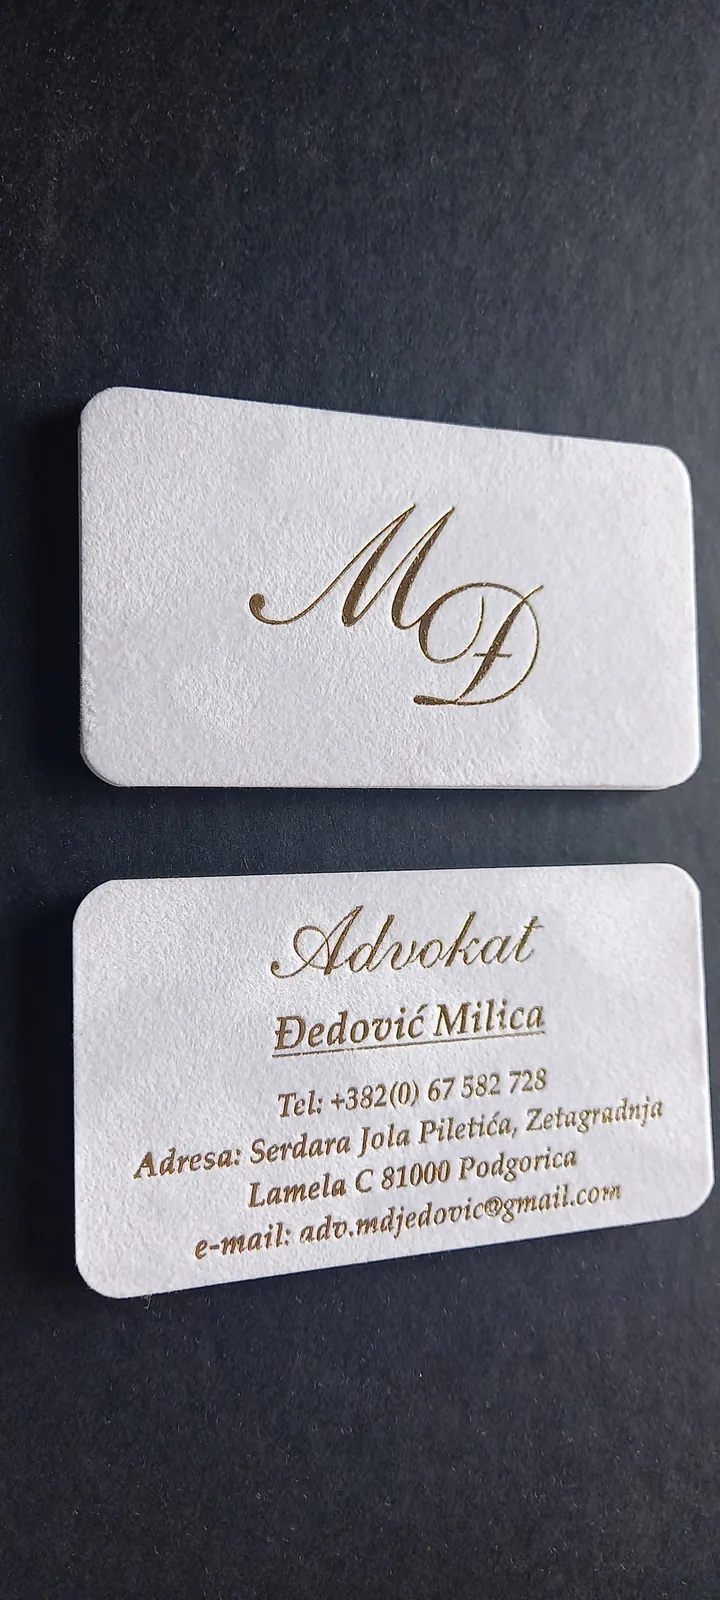 MĐ
Advokat
Đedović Milica
Tel: +382(0) 67 582 728
Adresa: Serdara Jola Piletića, Zetagradnja
Lamela C 81000 Podgorica
e-mail: adv.mdjedovic@gmail.com